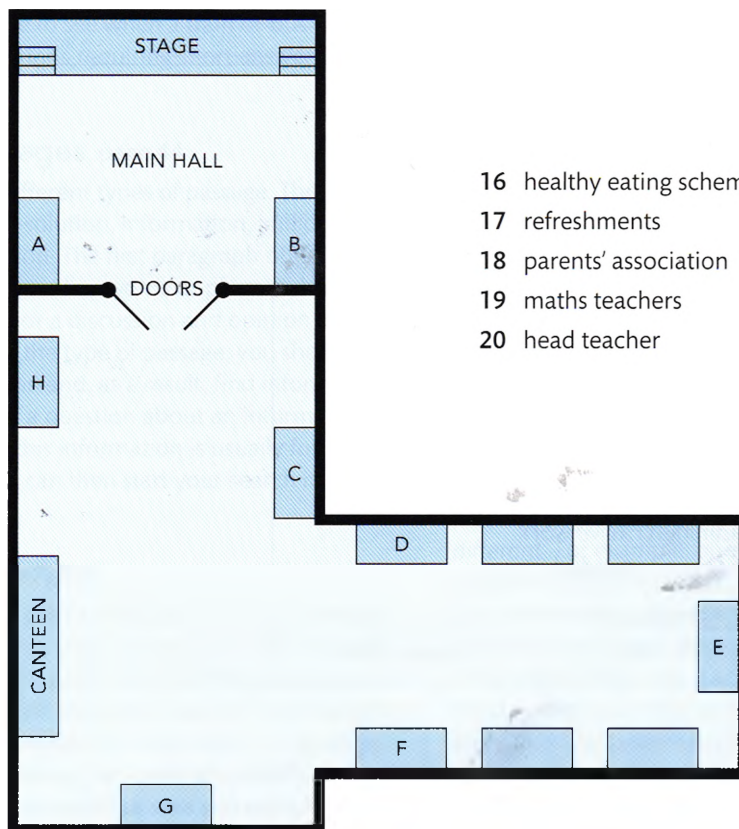 STAGE
MAIN HALL
A
B
DOORS
H
C
D
E
CANTEEN
F
G
16 healthy eating
17 refreshments
18 parents' association
19 maths teachers
20 head teacher